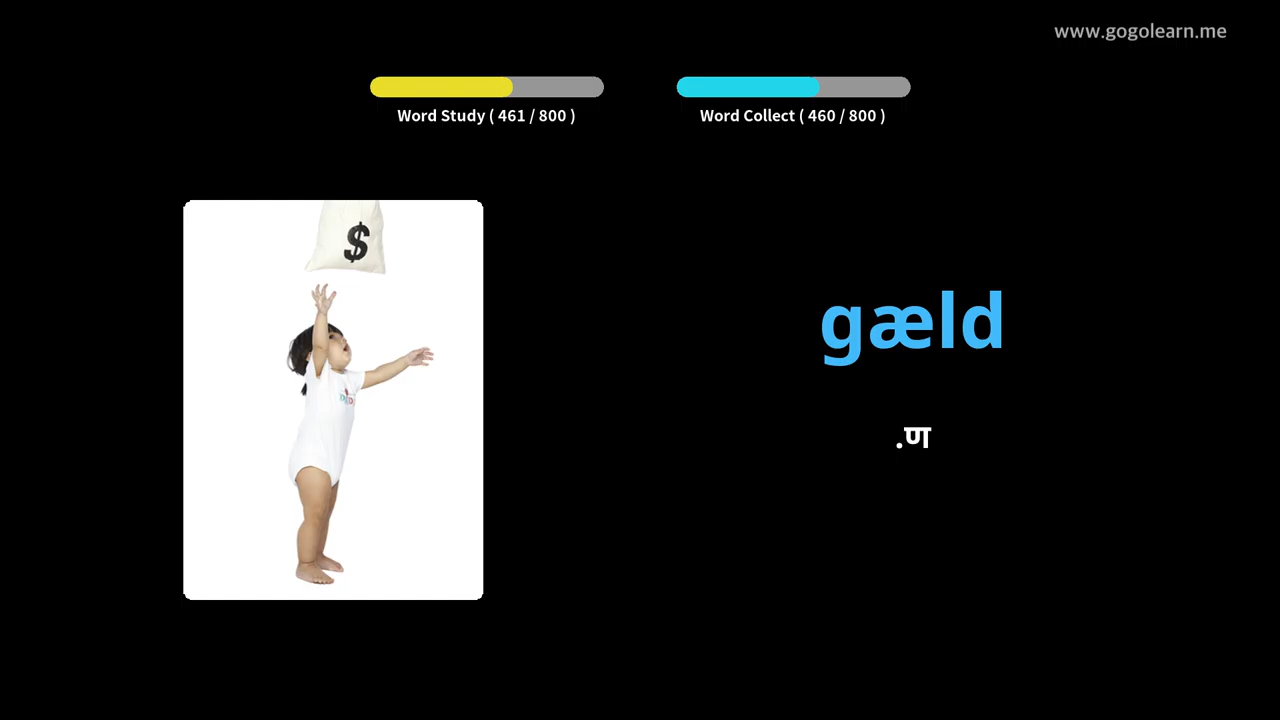 www.gogolearn.me
Word Study ( 461 / 800 )
Word Collect ( 460 / 800 )
$
gæld
.ण